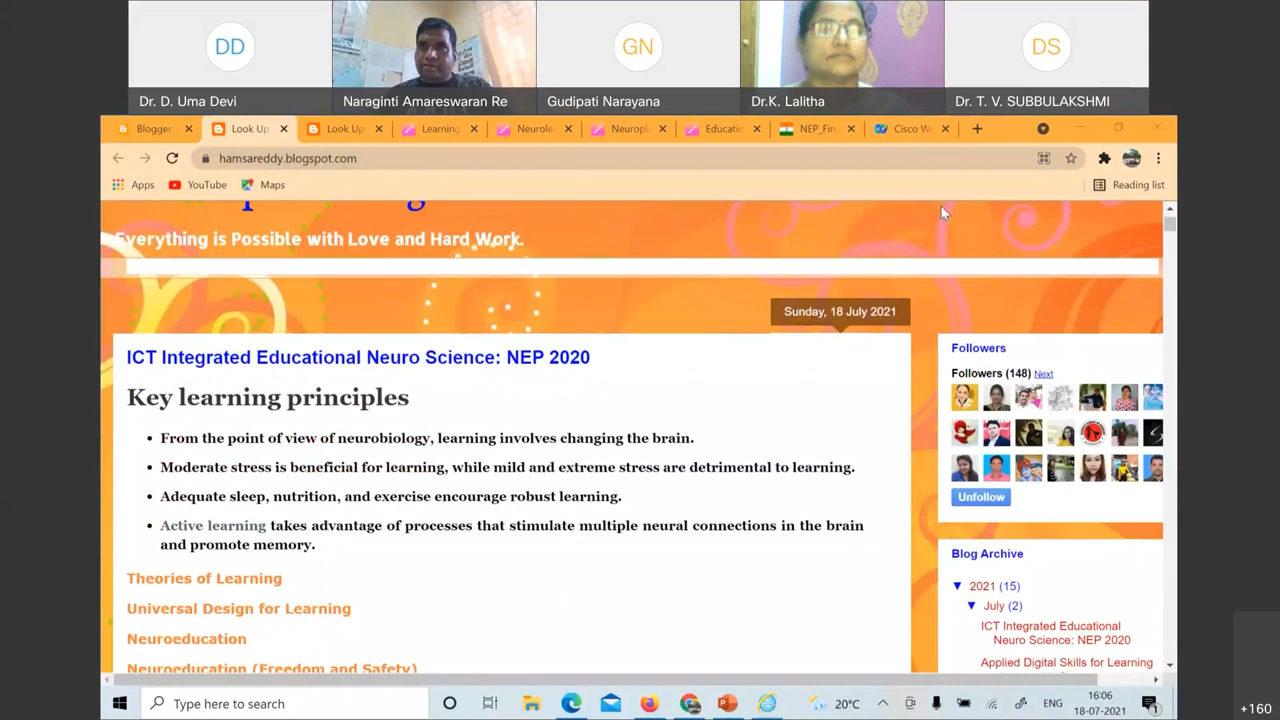 DD
GN
DS
Dr. D. Uma Devi
Naraginti Amareswaran Re
Gudipati Narayana
Dr.K. Lalitha
Dr. T. V. SUBBULAKSHMI
Blogger:
Look Up
Look Up
Learning
Neurole
Neuropl
Educatio
NEP_Fin
Cisco W
hamsareddy.blogspot.com
Apps
YouTube
Maps
Reading list
Everything is Possible with Love and Hard Work.
Sunday, 18 July 2021
ICT Integrated Educational Neuro Science: NEP 2020
Key learning principles
• From the point of view of neurobiology, learning involves changing the brain.
• Moderate stress is beneficial for learning, while mild and extreme stress are detrimental to learning.
• Adequate sleep, nutrition, and exercise encourage robust learning.
• Active learning takes advantage of processes that stimulate multiple neural connections in the brain
and promote memory.
Theories of Learning
Universal Design for Learning
Neuroeducation
Neuroeducation (Freedom and Safety)
Followers
Followers (148) Next
Unfollow
Blog Archive
▼ 2021 (15)
▼ July (2)
ICT Integrated Educational
Neuro Science: NEP 2020
Applied Digital Skills for Learning
+160
Type here to search
20°C
ENG
16:06
18-07-2021
1